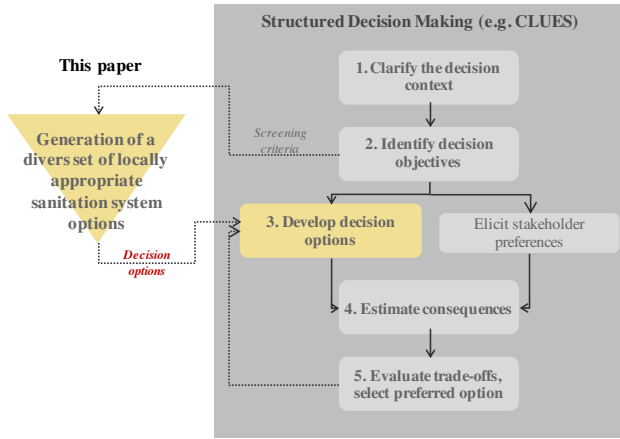 Structured Decision Making (e.g. CLUES)
This paper
1. Clarify the decision
context
Generation of a
divers set of locally
appropriate
sanitation system
options
Screening
criteria
2. Identify decision
objectives
3. Develop decision
options
Elicit stakeholder
preferences
Decision
options
4. Estimate consequences
5. Evaluate trade-offs,
select preferred option